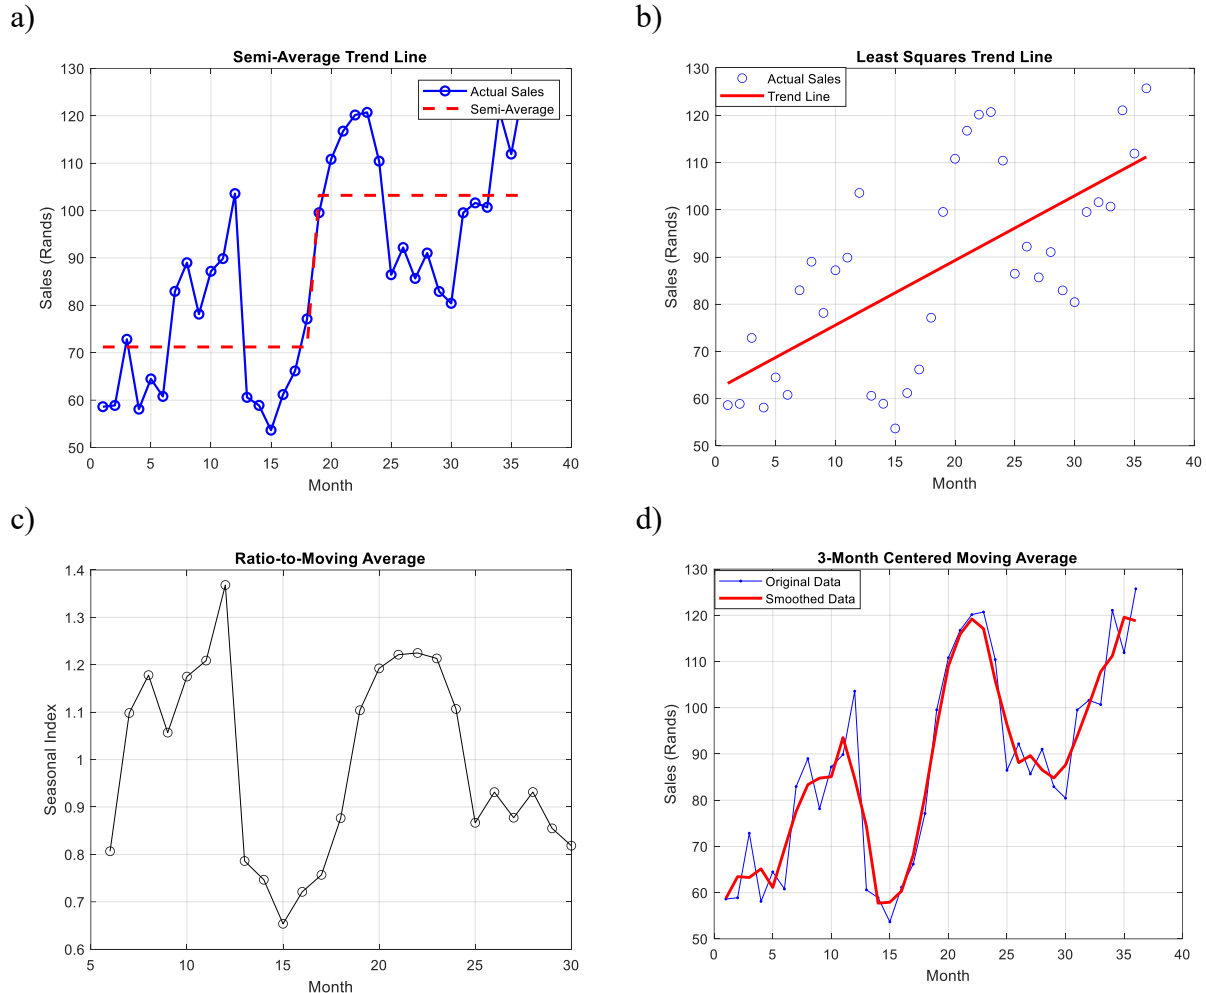 a)
Semi-Average Trend Line
130
120
110
100
90
80
70
60
50
Sales (Rands)
Actual Sales
Semi-Average
0 5 10 15 20 25 30 35 40
Month
b)
Least Squares Trend Line
130
120
110
100
90
80
70
60
50
Sales (Rands)
Actual Sales
Trend Line
0 5 10 15 20 25 30 35 40
Month
c)
Ratio-to-Moving Average
1.4
1.3
1.2
1.1
1
0.9
0.8
0.7
0.6
Seasonal Index
5 10 15 20 25 30
Month
d)
3-Month Centered Moving Average
130
120
110
100
90
80
70
60
50
Sales (Rands)
Original Data
Smoothed Data
0 5 10 15 20 25 30 35 40
Month